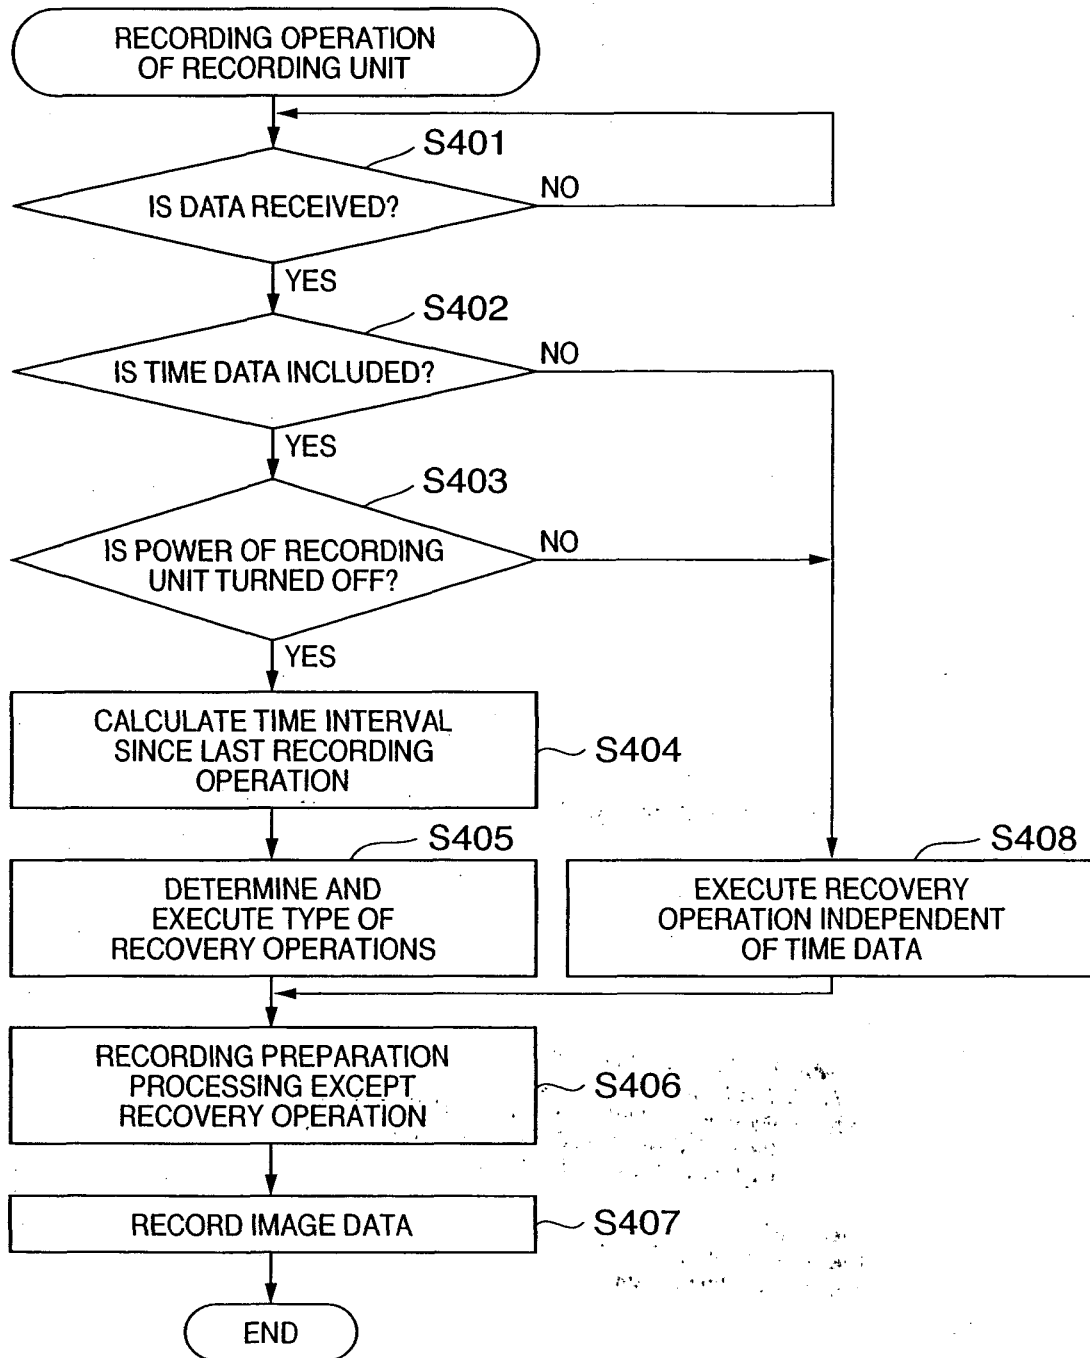 RECORDING OPERATION
OF RECORDING UNIT
S401
IS DATA RECEIVED?
NO
YES
S402
IS TIME DATA INCLUDED?
NO
YES
S403
IS POWER OF RECORDING
UNIT TURNED OFF?
NO
YES
CALCULATE TIME INTERVAL
SINCE LAST RECORDING
OPERATION
S404
S405
DETERMINE AND
EXECUTE TYPE OF
RECOVERY OPERATIONS
S408
EXECUTE RECOVERY
OPERATION INDEPENDENT
OF TIME DATA
RECORDING PREPARATION
PROCESSING EXCEPT
RECOVERY OPERATION
S406
RECORD IMAGE DATA
S407
END